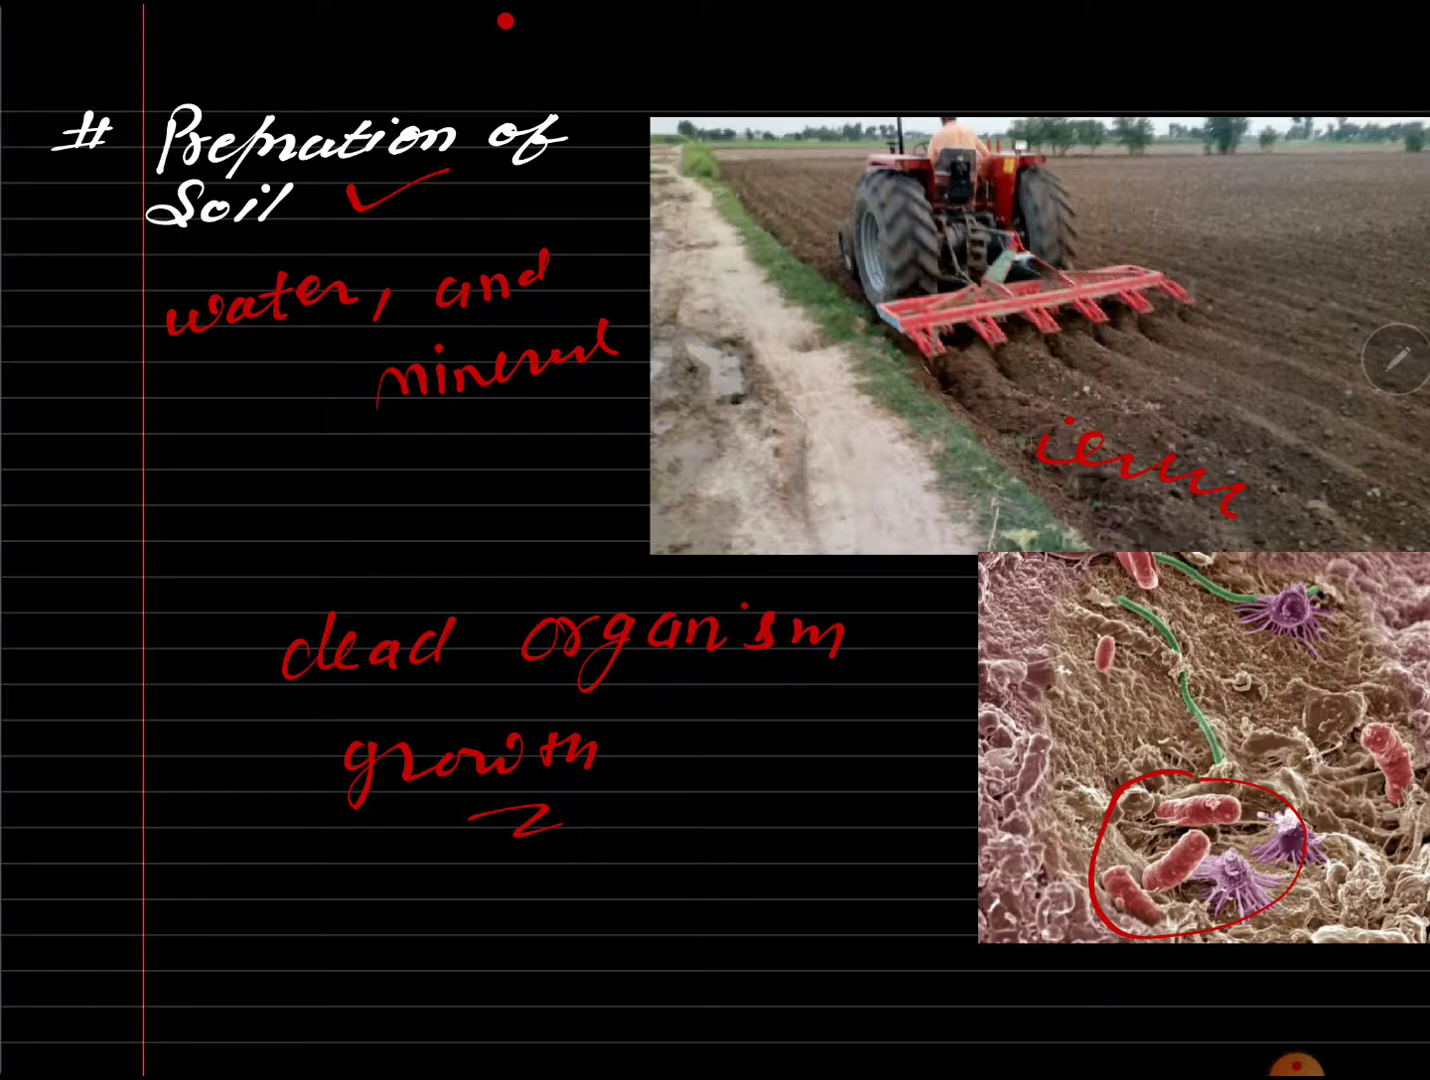 # Prepration of
Soil
water, and
mineral
dead organism
growth